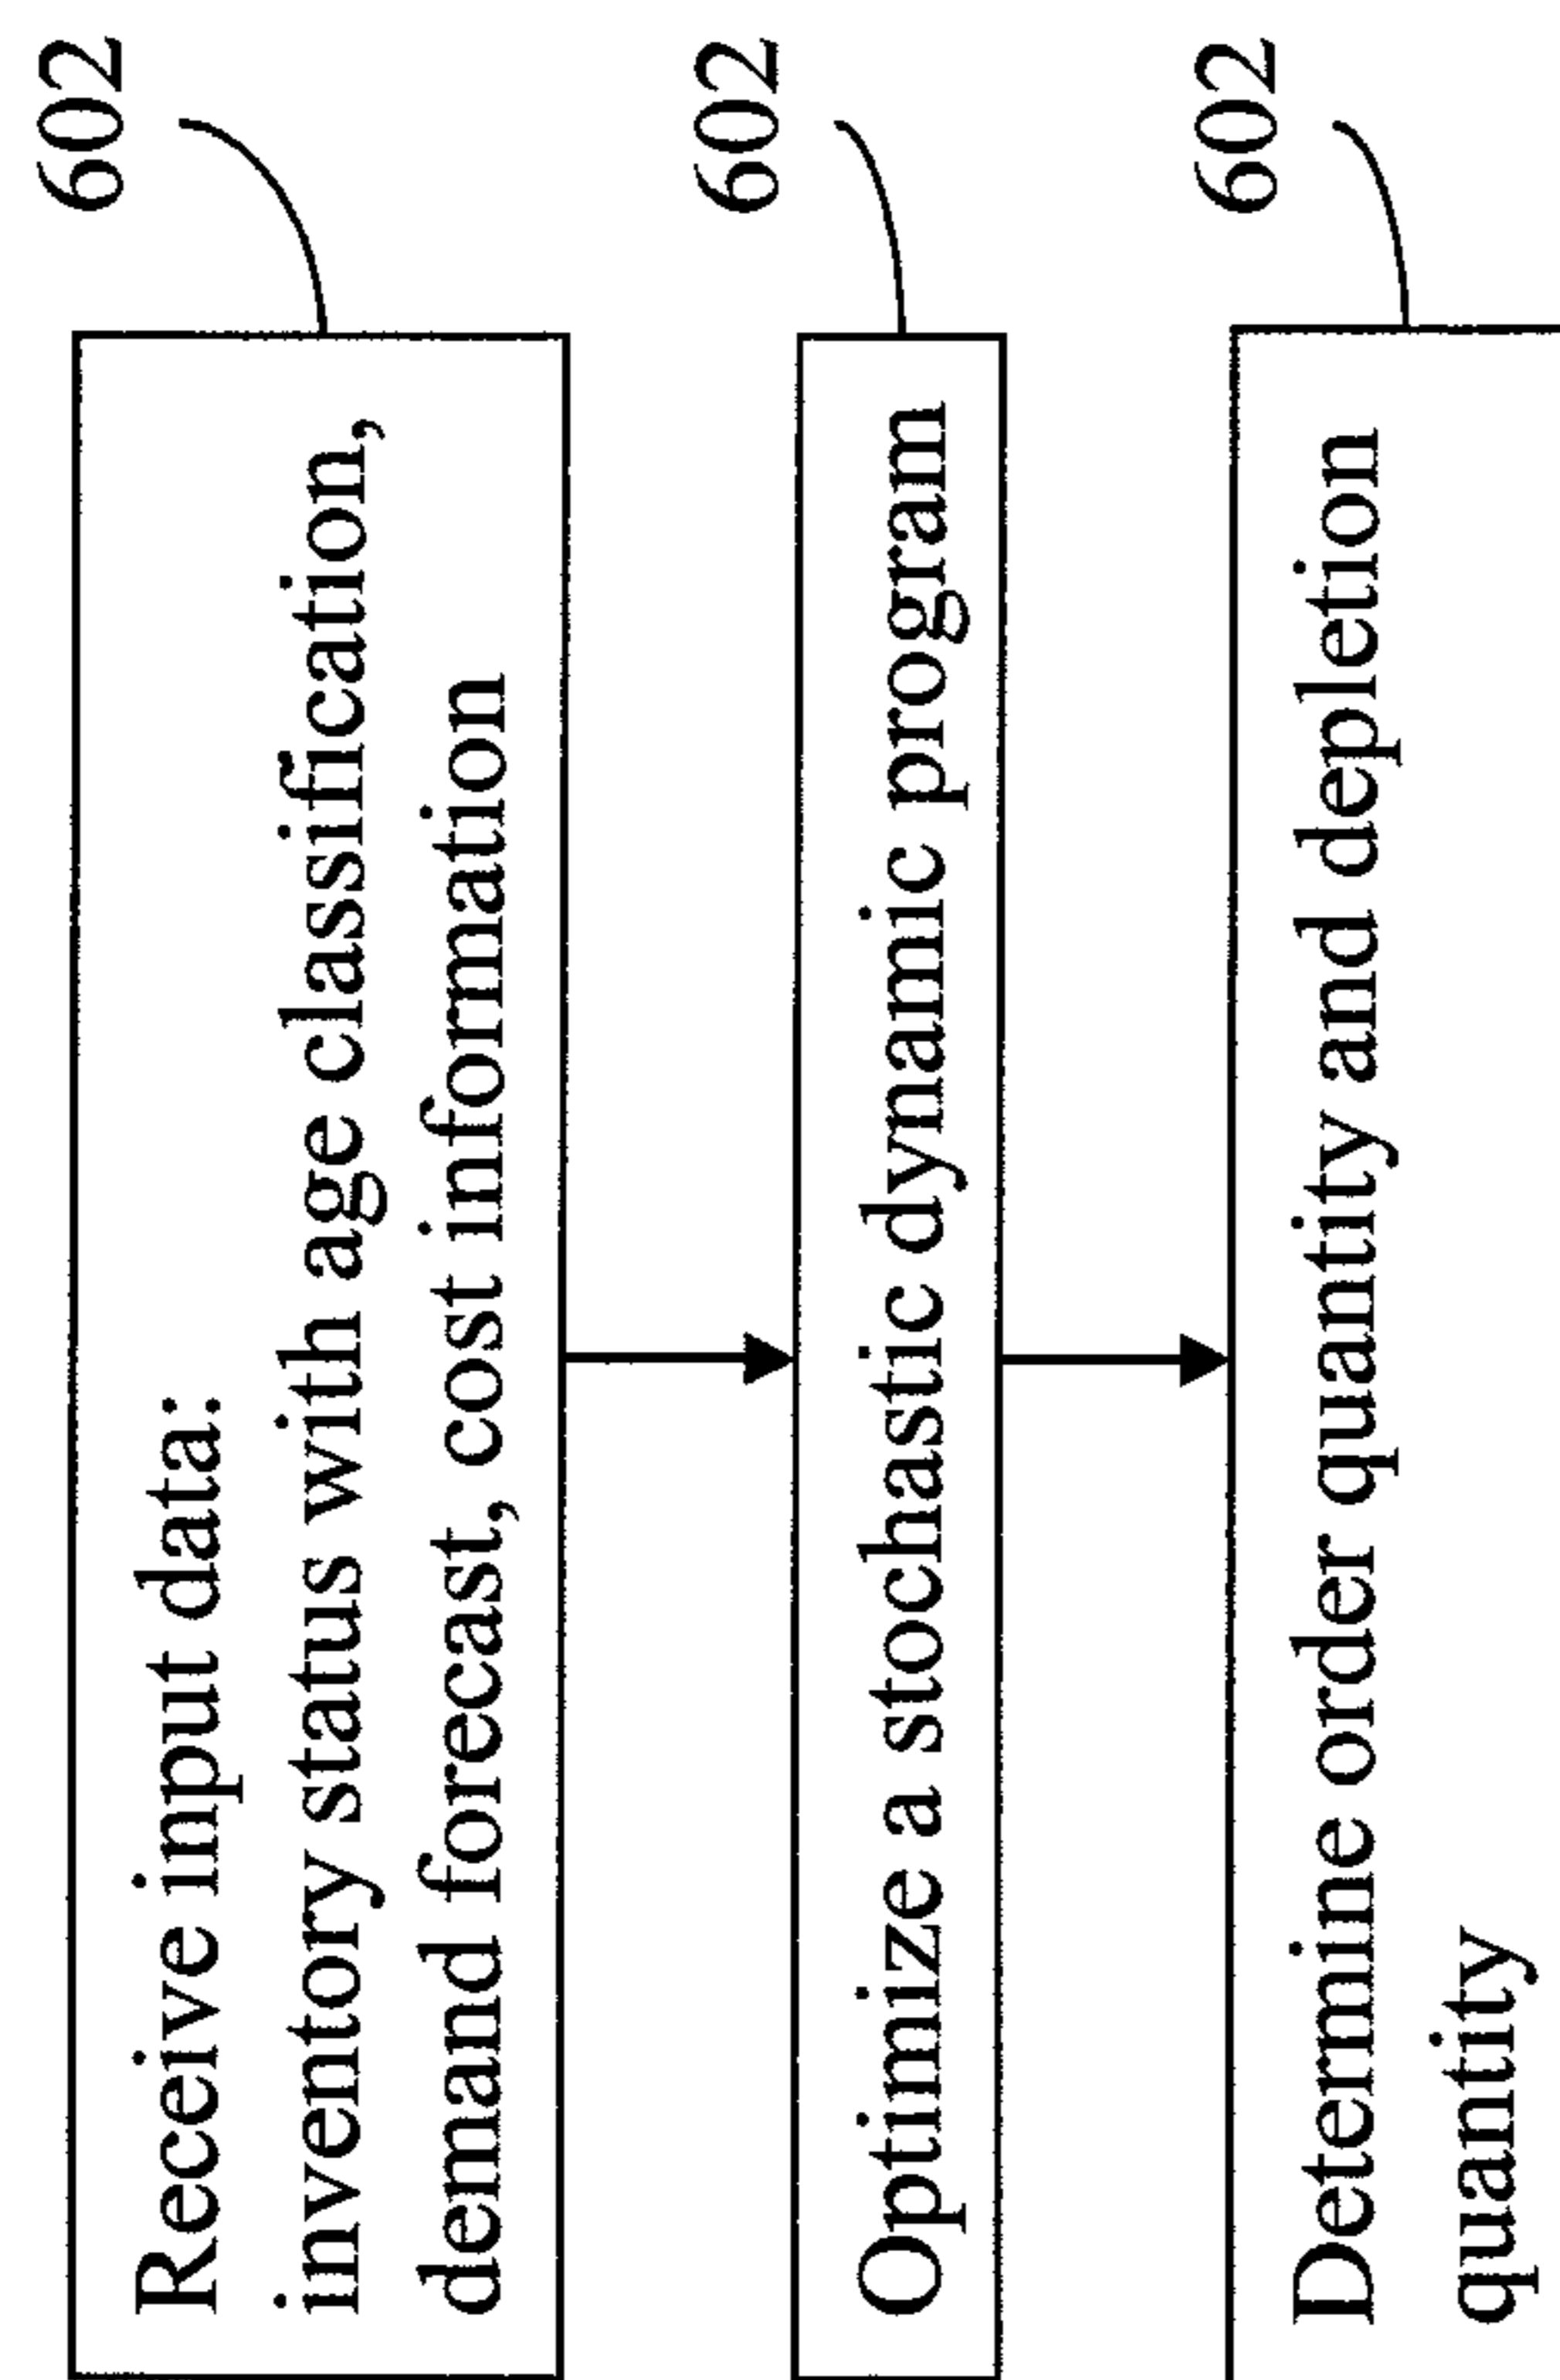 602
Receive input data:
inventory status with age classification,
demand forecast, cost information
602
Optimize a stochastic dynamic program
602
Determine order quantity and depletion
quantity